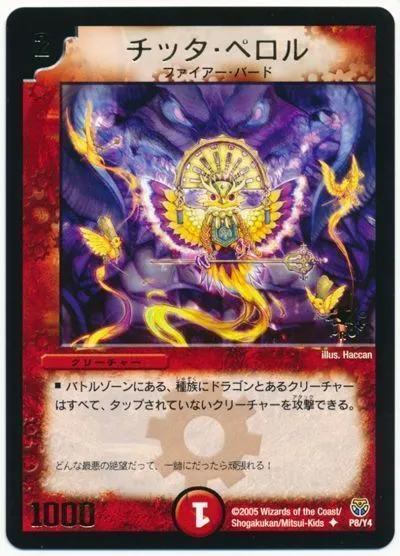 2
チッタ・ペロル
ファイアー・バード
illus. Haccan
クリーチャー
■ バトルゾーンにある、種族にドラゴンとあるクリーチャー
はすべて、タップされていないクリーチャーを攻撃できる。
どんな最悪の絶望だって、一緒にだったら頑張れる!
1000
1
©2005 Wizards of the Coast/
Shogakukan/Mitsui-Kids
P8/Y4